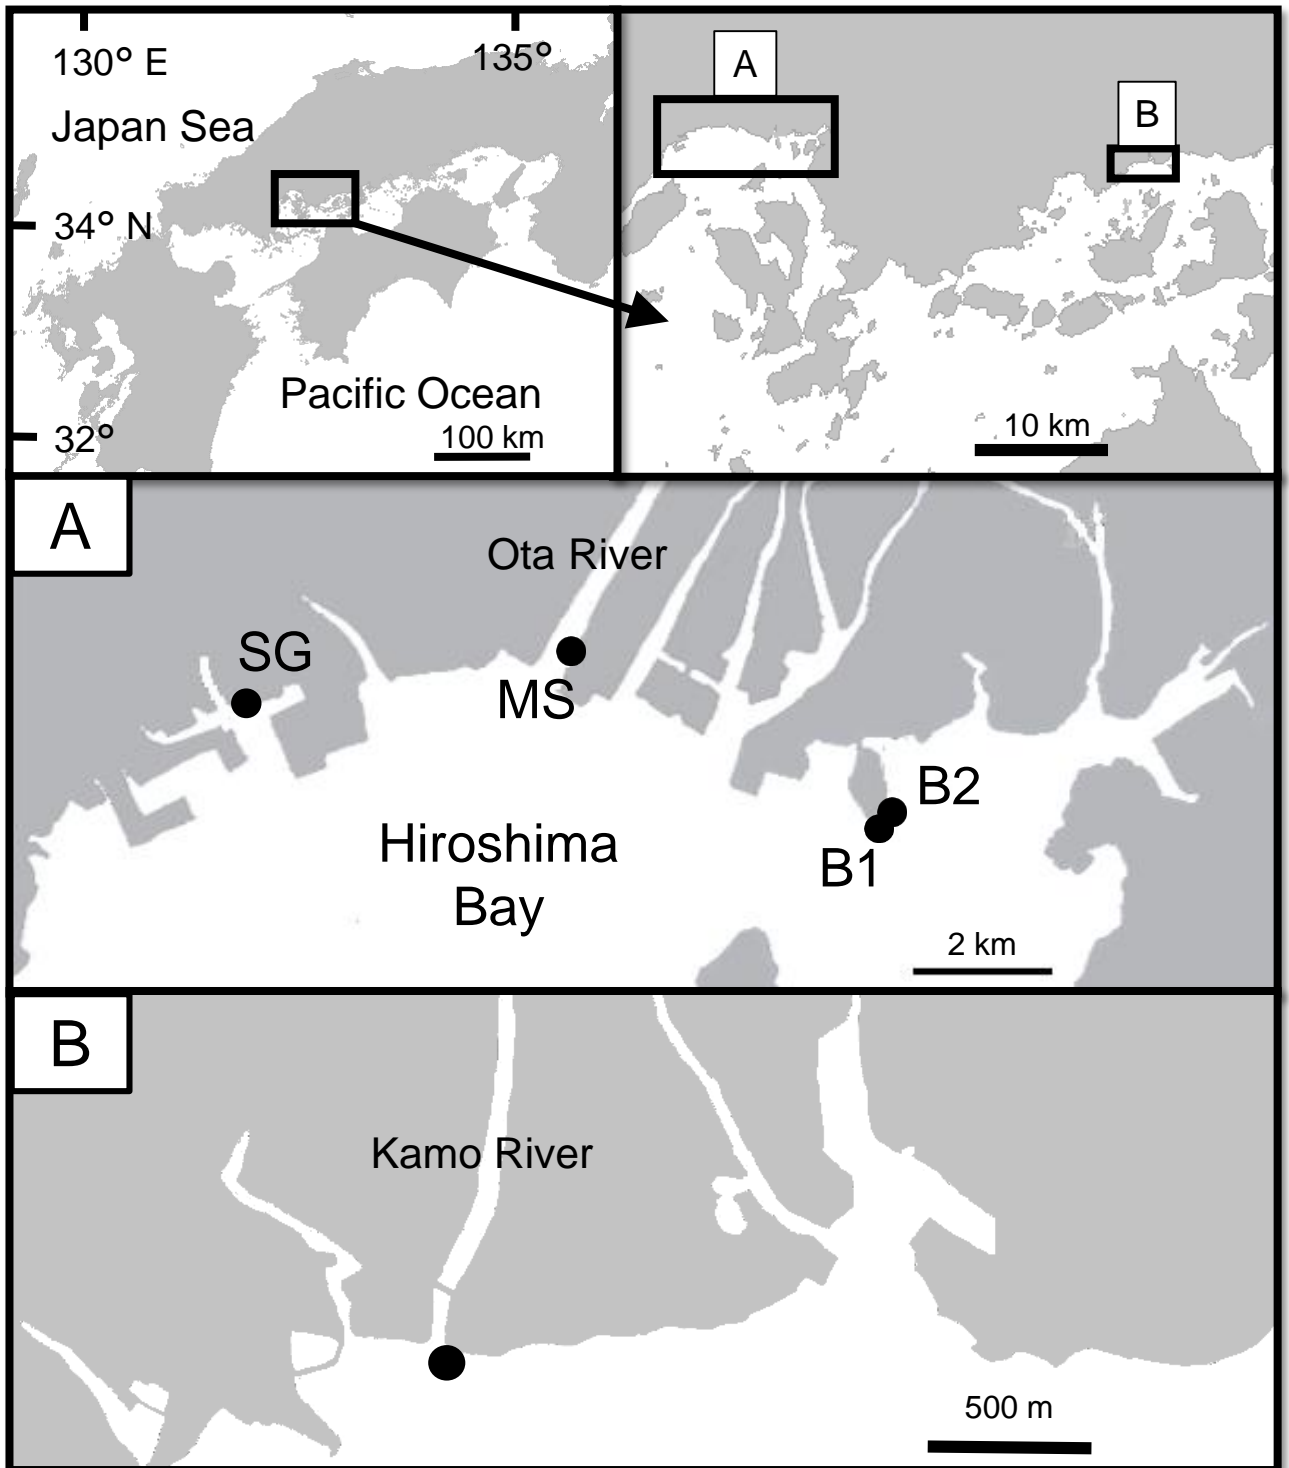 130° E
135°
Japan Sea
34° N
32°
Pacific Ocean
100 km
A
B
10 km
A
Ota River
SG
MS
B2
B1
Hiroshima
Bay
2 km
B
Kamo River
500 m